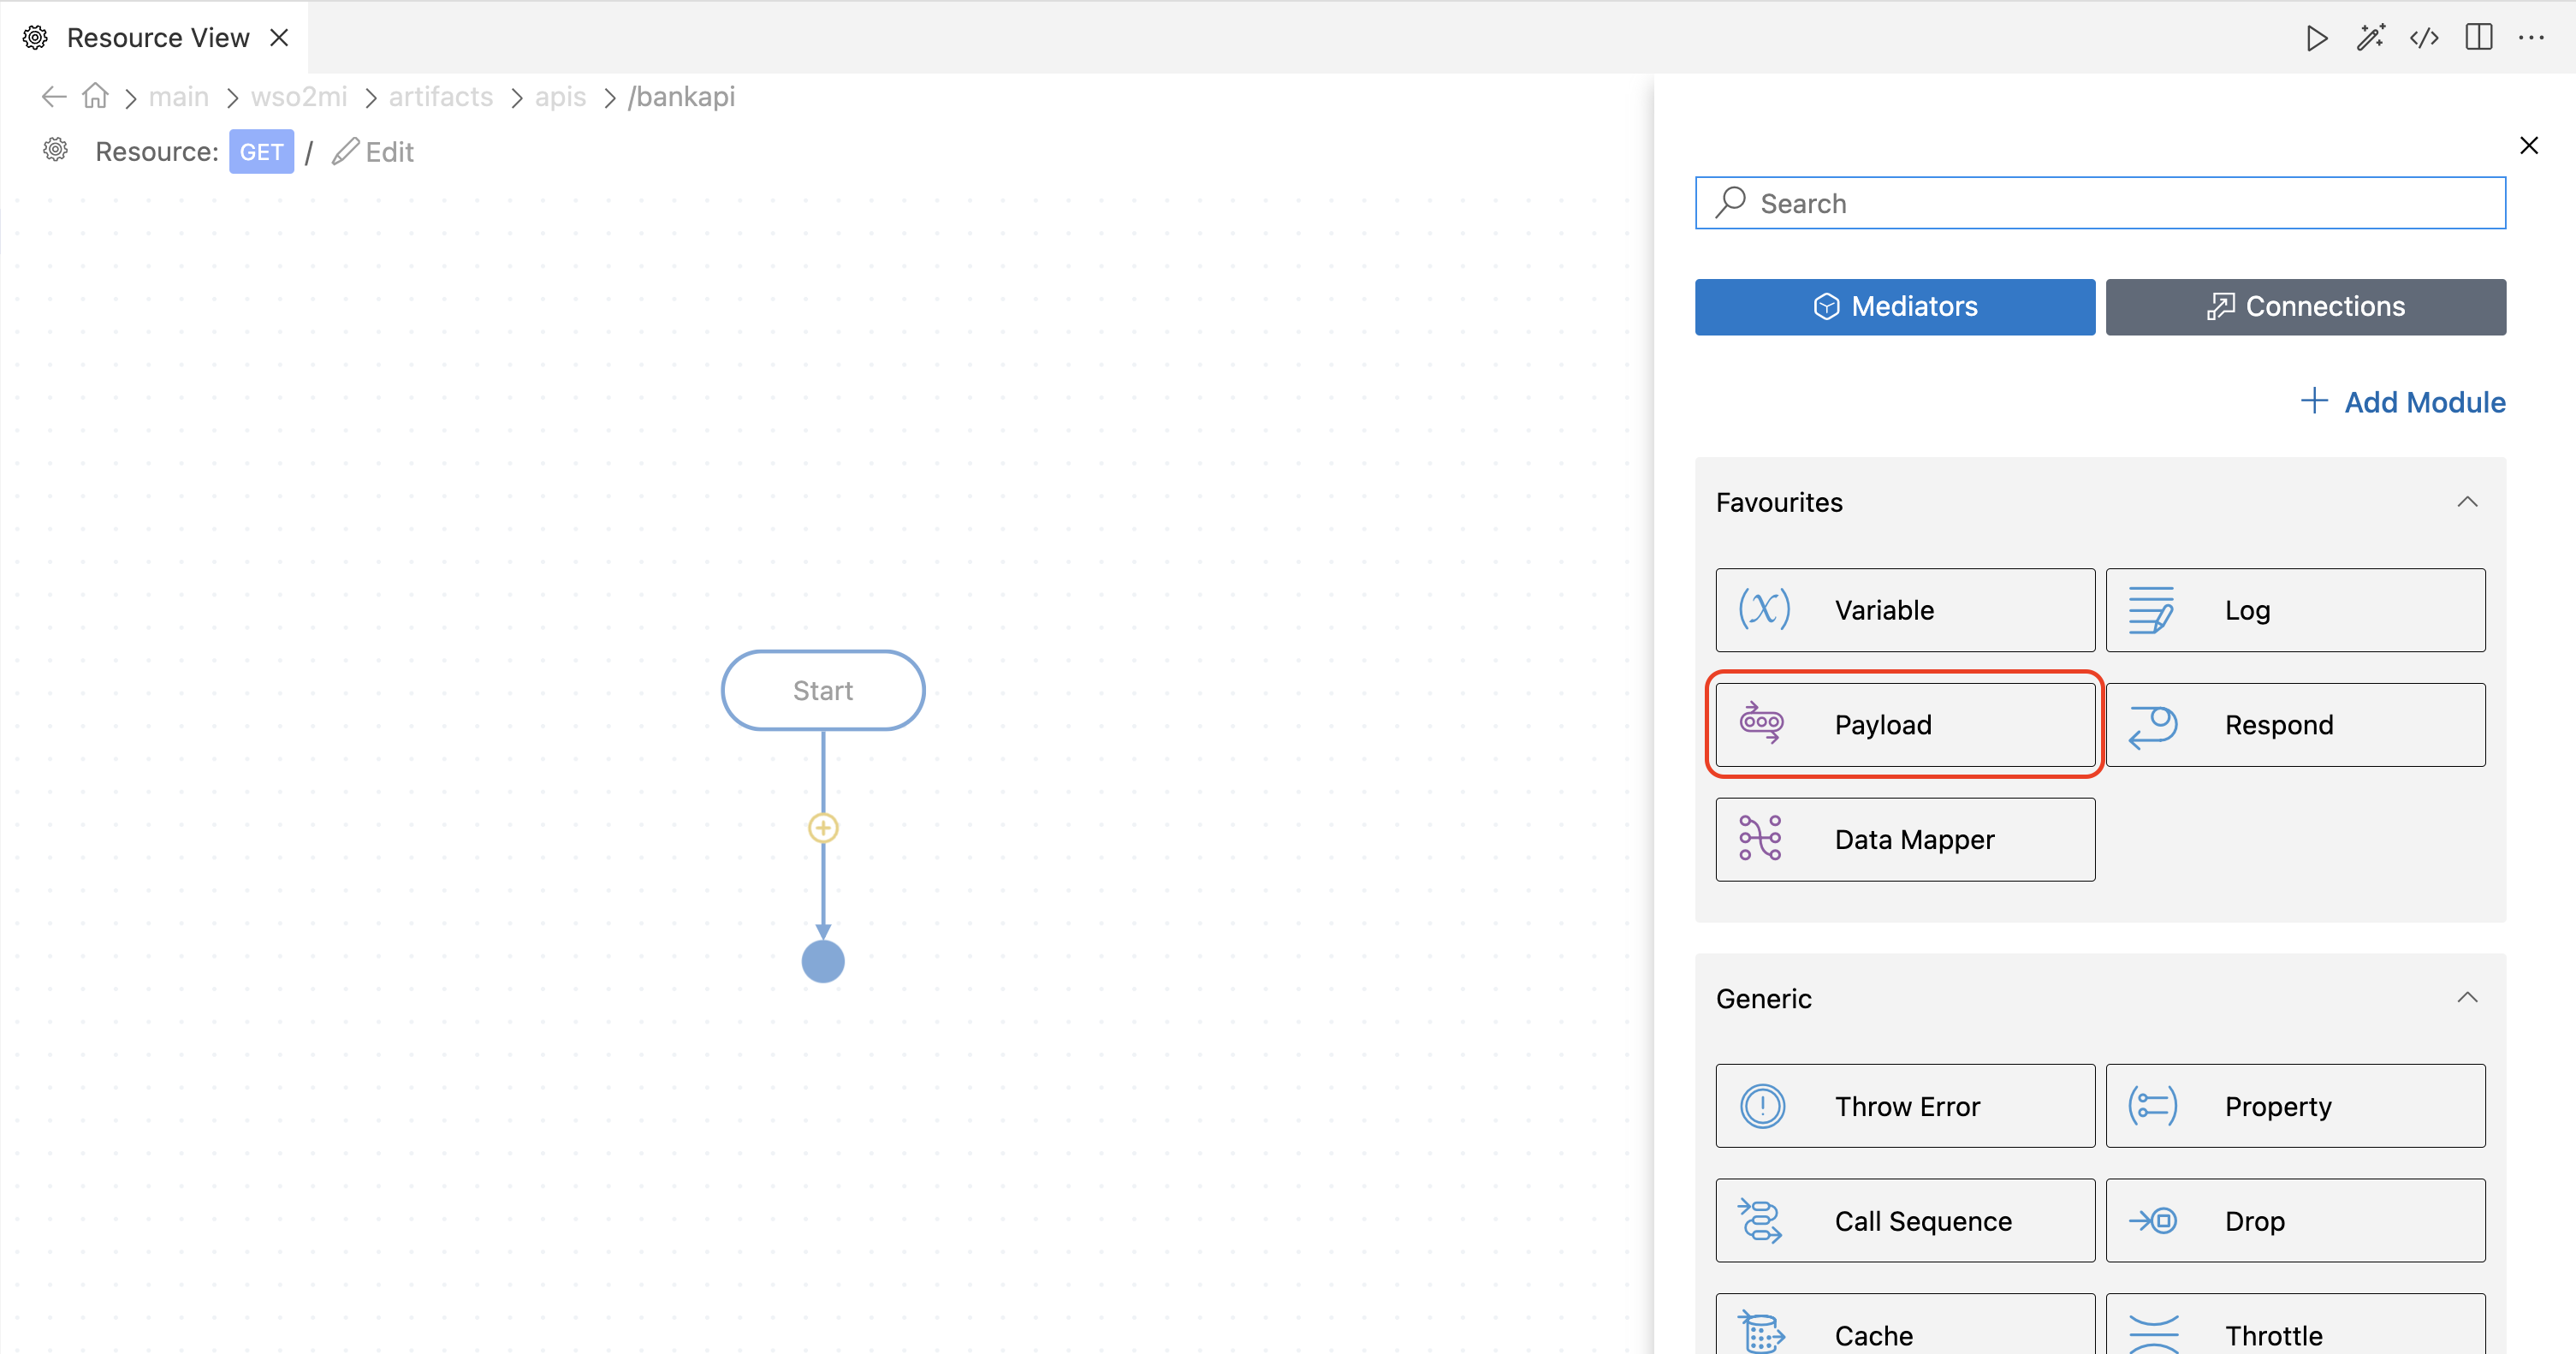 Resource View
main > wso2mi > artifacts > apis > /bankapi
Resource: GET / Edit
Start
Search
Mediators
Connections
+ Add Module
Favourites
Variable
Log
Payload
Respond
Data Mapper
Generic
Throw Error
Property
Call Sequence
Drop
Cache
Throttle